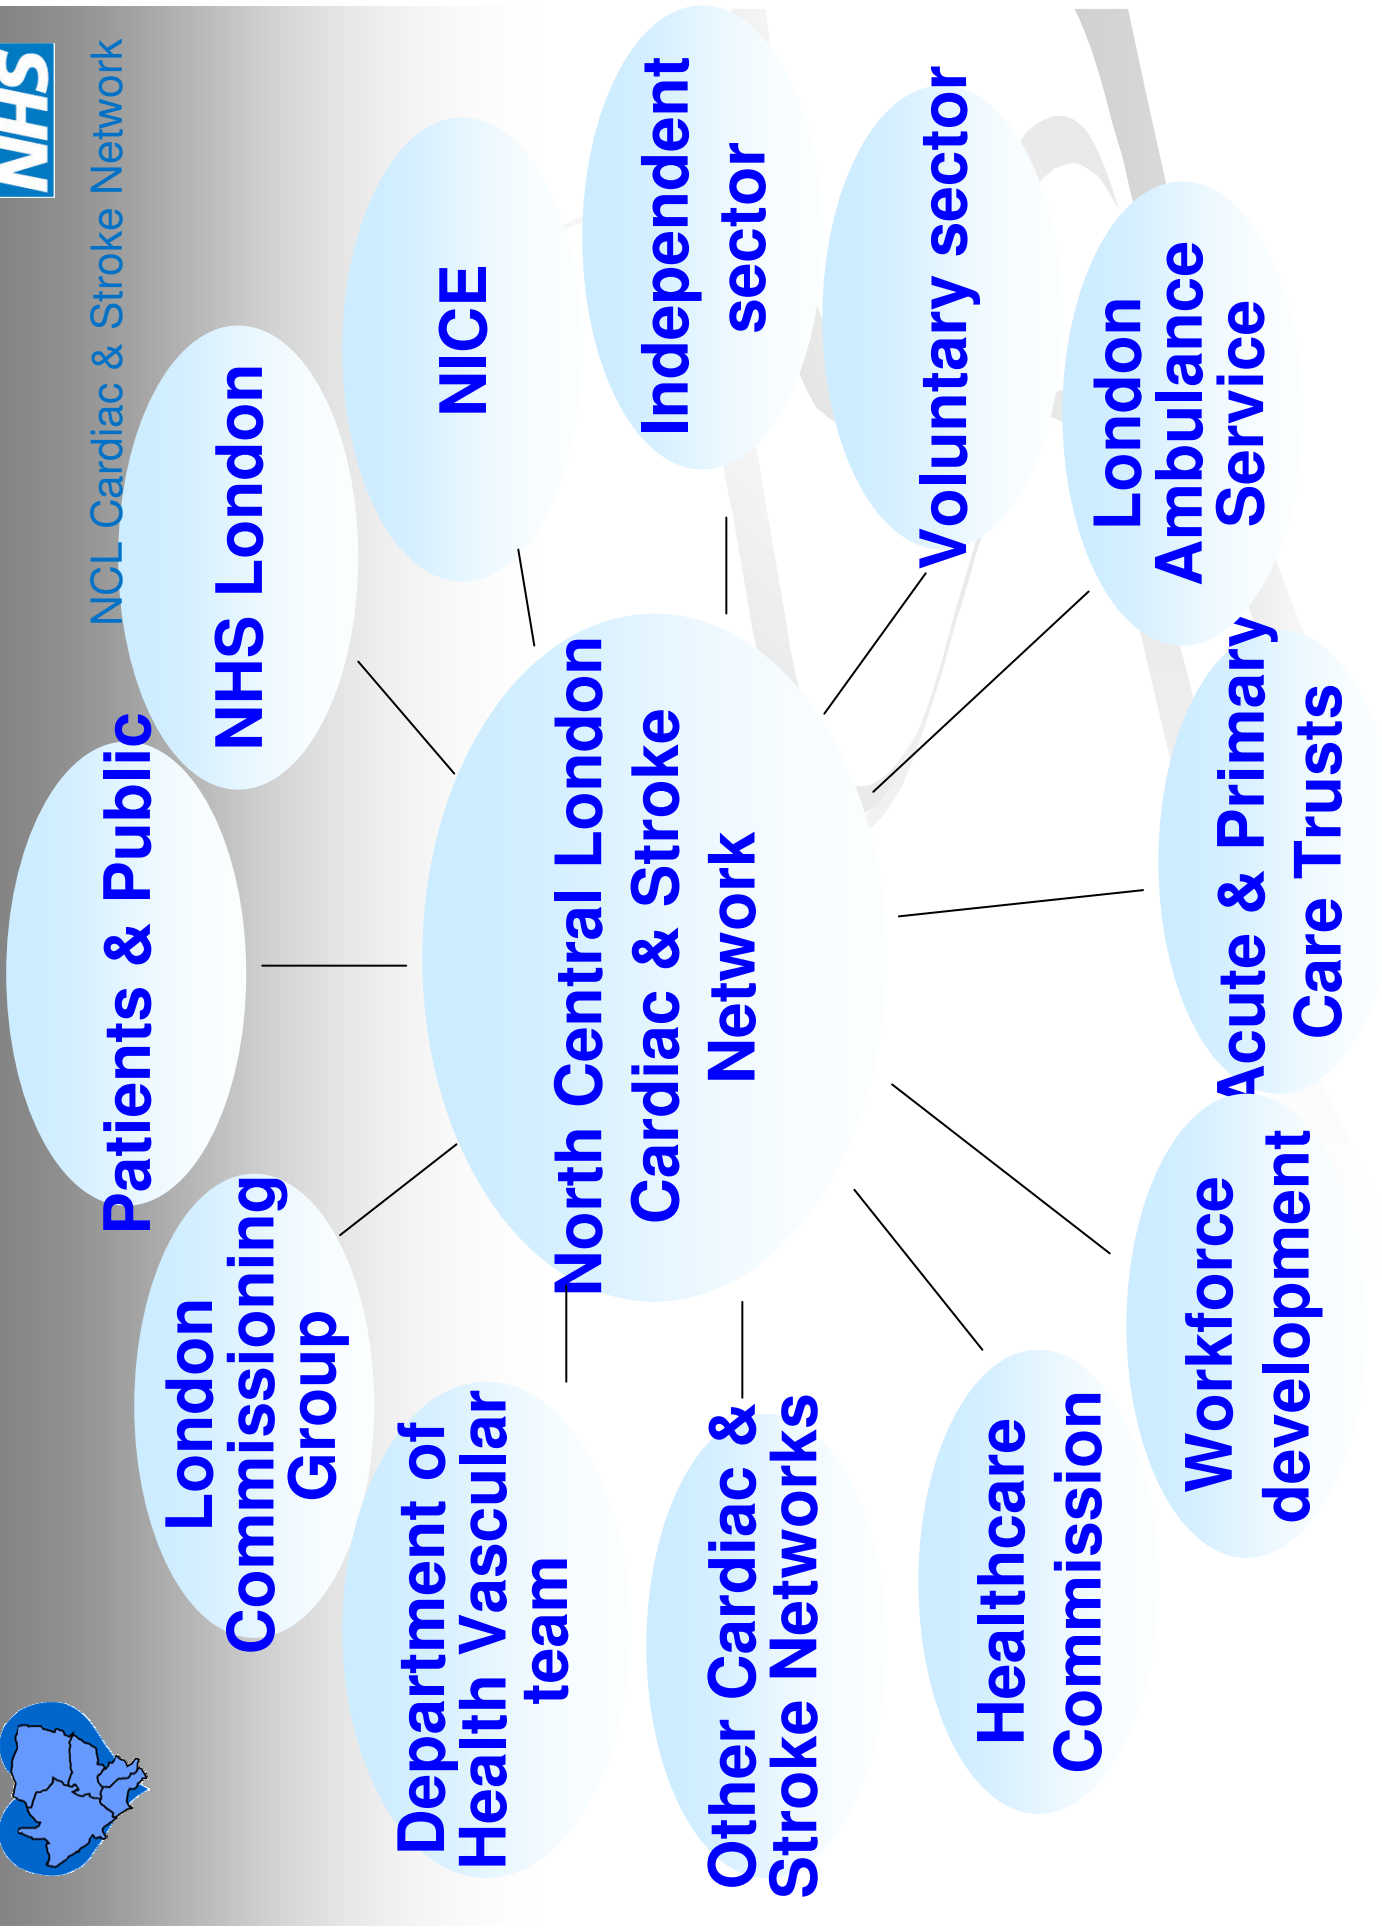 NHS
NCL Cardiac & Stroke Network
Patients & Public
NHS London
NICE
Independent
sector
Voluntary sector
London
Ambulance
Service
Acute & Primary
Care Trusts
Workforce
development
Healthcare
Commission
Other Cardiac &
Stroke Networks
Department of
Health Vascular
team
London
Commissioning
Group
North Central London
Cardiac & Stroke
Network